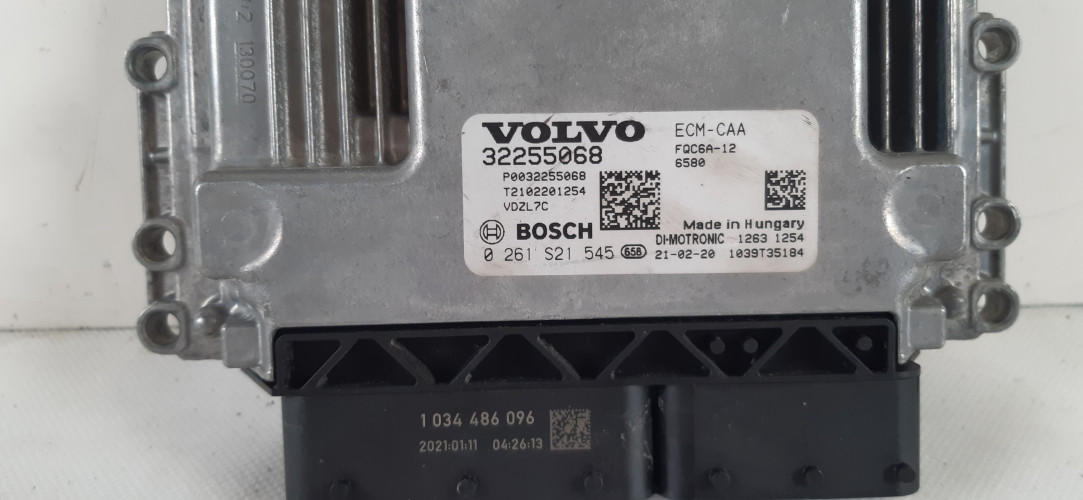 130070
VOLVO
32255068
P0032255068
T2102201254
VDZL7C
ECM-CAA
FQC6A-12
6580
BOSCH
0 261 S21 545 658
Made in Hungary
DI-MOTRONIC 1263 1254
21-02-20 1039T35184
1 034 486 096
2021:01:11 04:26:13